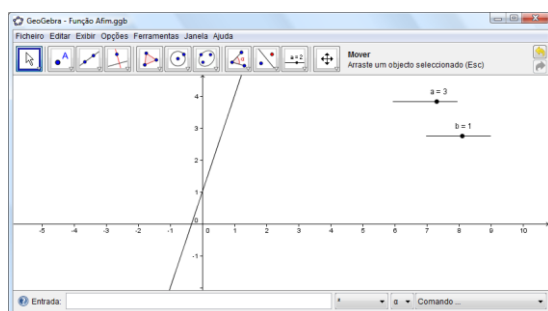 GeoGebra - Função Afim.ggb
Ficheiro Editar Exibir Opções Ferramentas Janela Ajuda
A
α
a=2
Mover
Arraste um objecto seleccionado (Esc)
a = 3
b = 1
4
3
2
1
0
-1
-5 -4 -3 -2 -1 0 1 2 3 4 5 6 7 8 9 10
Entrada:
α
Comando ...